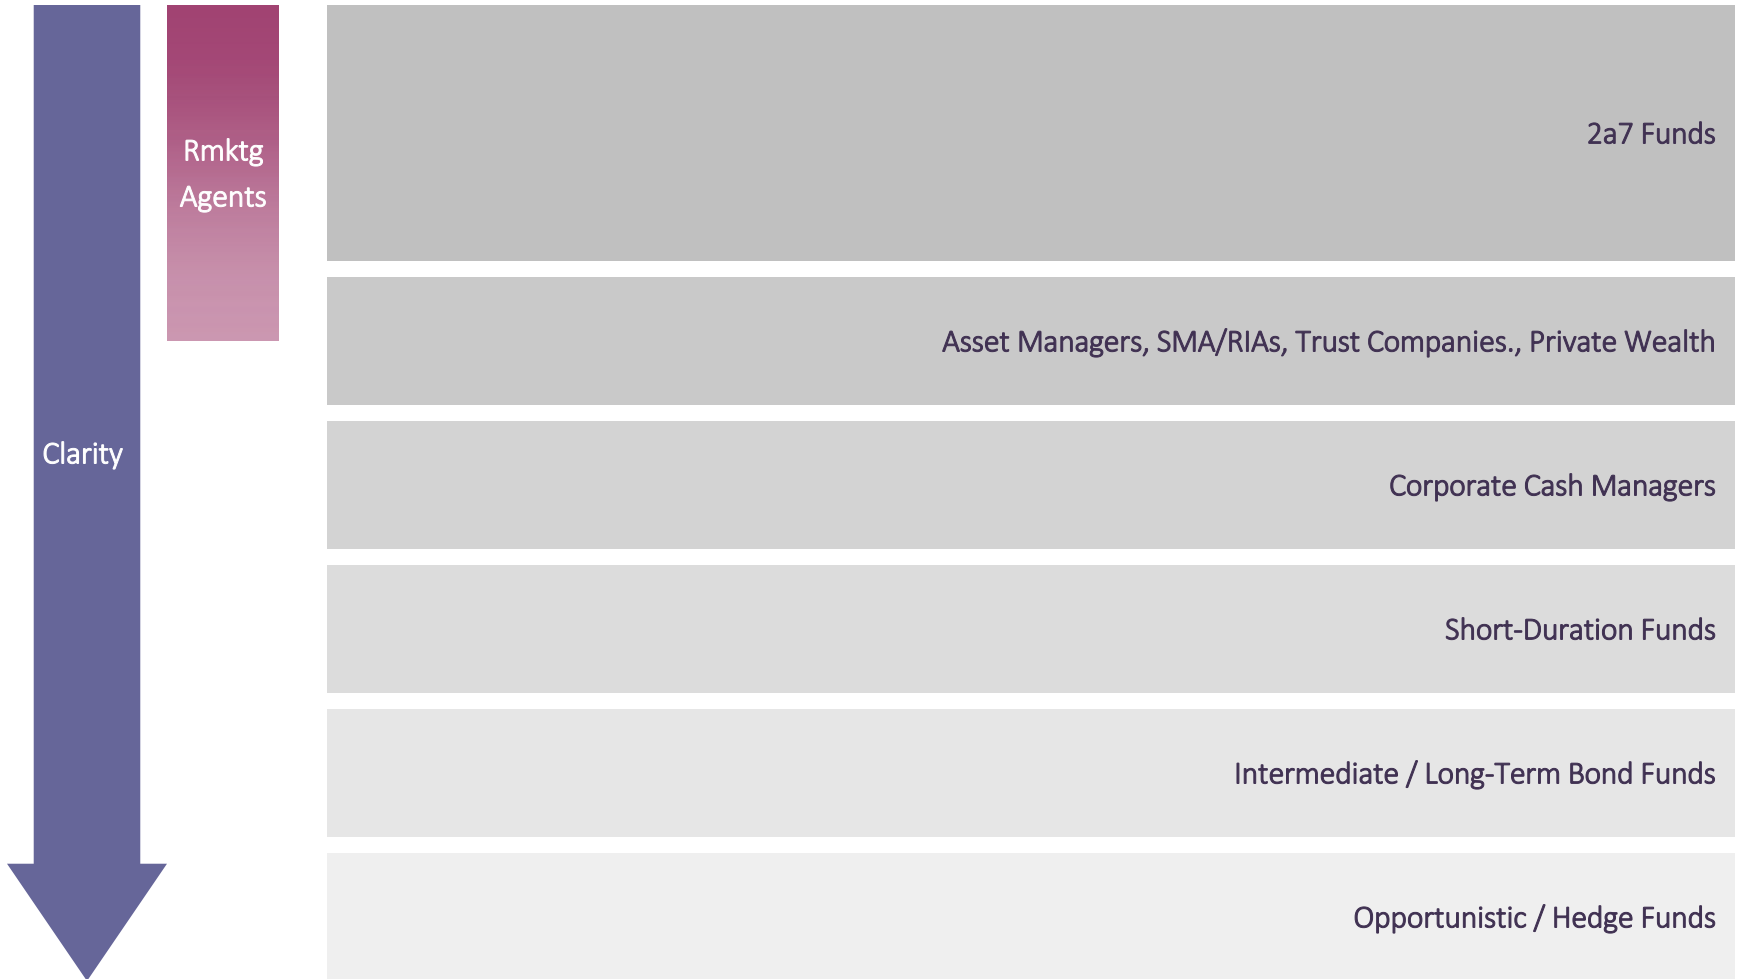 Rmktg
Agents
Clarity
2a7 Funds
Asset Managers, SMA/RIAs, Trust Companies., Private Wealth
Corporate Cash Managers
Short-Duration Funds
Intermediate / Long-Term Bond Funds
Opportunistic / Hedge Funds